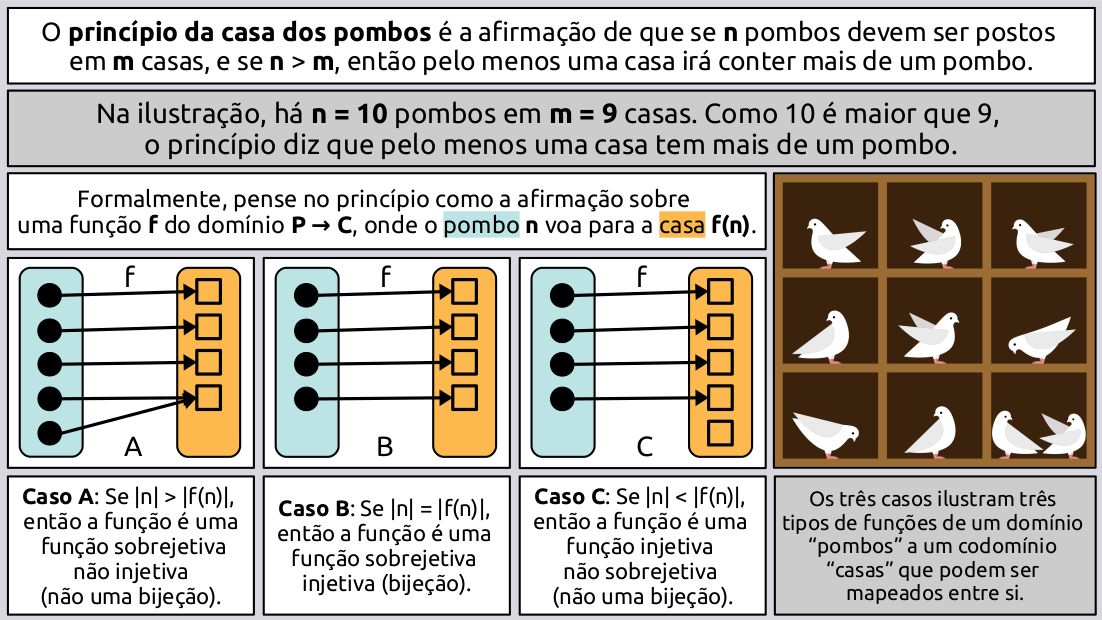 O princípio da casa dos pombos é a afirmação de que se n pombos devem ser postos
em m casas, e se n > m, então pelo menos uma casa irá conter mais de um pombo.
Na ilustração, há n = 10 pombos em m = 9 casas. Como 10 é maior que 9,
o princípio diz que pelo menos uma casa tem mais de um pombo.
Formalmente, pense no princípio como a afirmação sobre
uma função f do domínio P → C, onde o pombo n voa para a casa f(n).
f
A
f
B
f
C
Caso A: Se |n| > |f(n)|,
então a função é uma
função sobrejetiva
não injetiva
(não uma bijeção).
Caso B: Se |n| = |f(n)|,
então a função é uma
função sobrejetiva
injetiva (bijeção).
Caso C: Se |n| < |f(n)|,
então a função é uma
função injetiva
não sobrejetiva
(não uma bijeção).
Os três casos ilustram três
tipos de funções de um domínio
“pombos” a um codomínio
“casas” que podem ser
mapeados entre si.